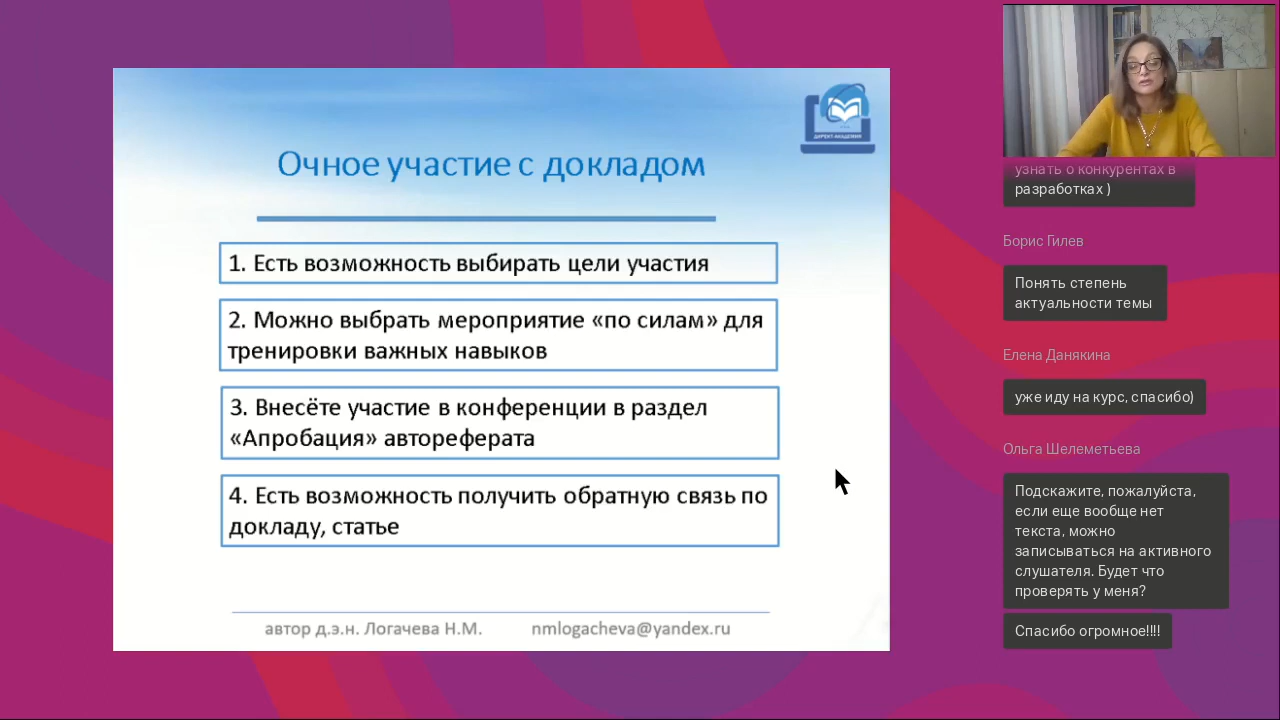 ДИРЕКТ-АКАДЕМИЯ
Очное участие с докладом
1. Есть возможность выбирать цели участия
2. Можно выбрать мероприятие «по силам» для
тренировки важных навыков
3. Внесёте участие в конференции в раздел
«Апробация» автореферата
4. Есть возможность получить обратную связь по
докладу, статье
автор д.э.н. Логачева Н.М. nmlogacheva@yandex.ru
узнать о конкурентах в
разработках )
Борис Гилев
Понять степень
актуальности темы
Елена Данякина
уже иду на курс, спасибо)
Ольга Шелеметьева
Подскажите, пожалуйста,
если еще вообще нет
текста, можно
записываться на активного
слушателя. Будет что
проверять у меня?
Спасибо огромное!!!!